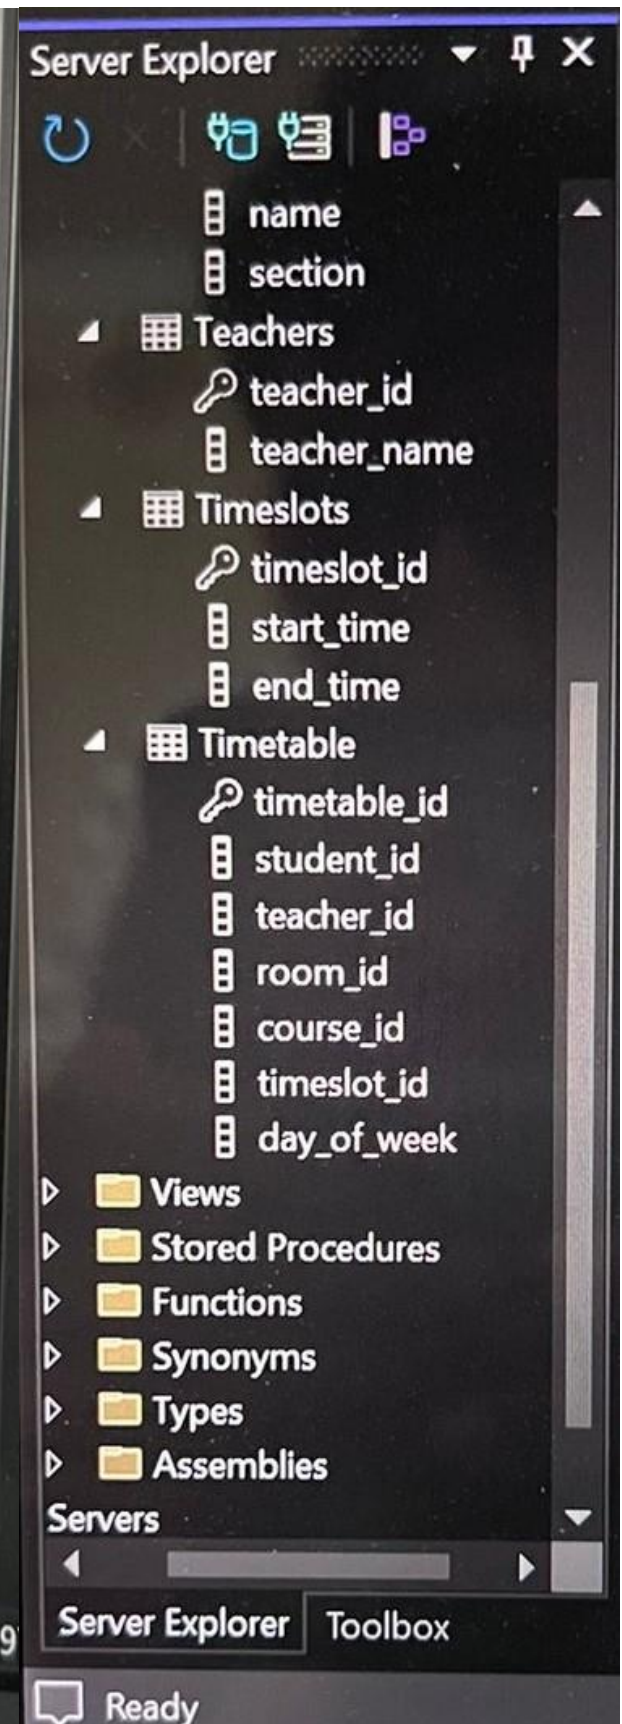 Server Explorer
name
section
Teachers
teacher_id
teacher_name
Timeslots
timeslot_id
start_time
end_time
Timetable
timetable_id
student_id
teacher_id
room_id
course_id
timeslot_id
day_of_week
Views
Stored Procedures
Functions
Synonyms
Types
Assemblies
Servers
Server Explorer Toolbox
9
Ready